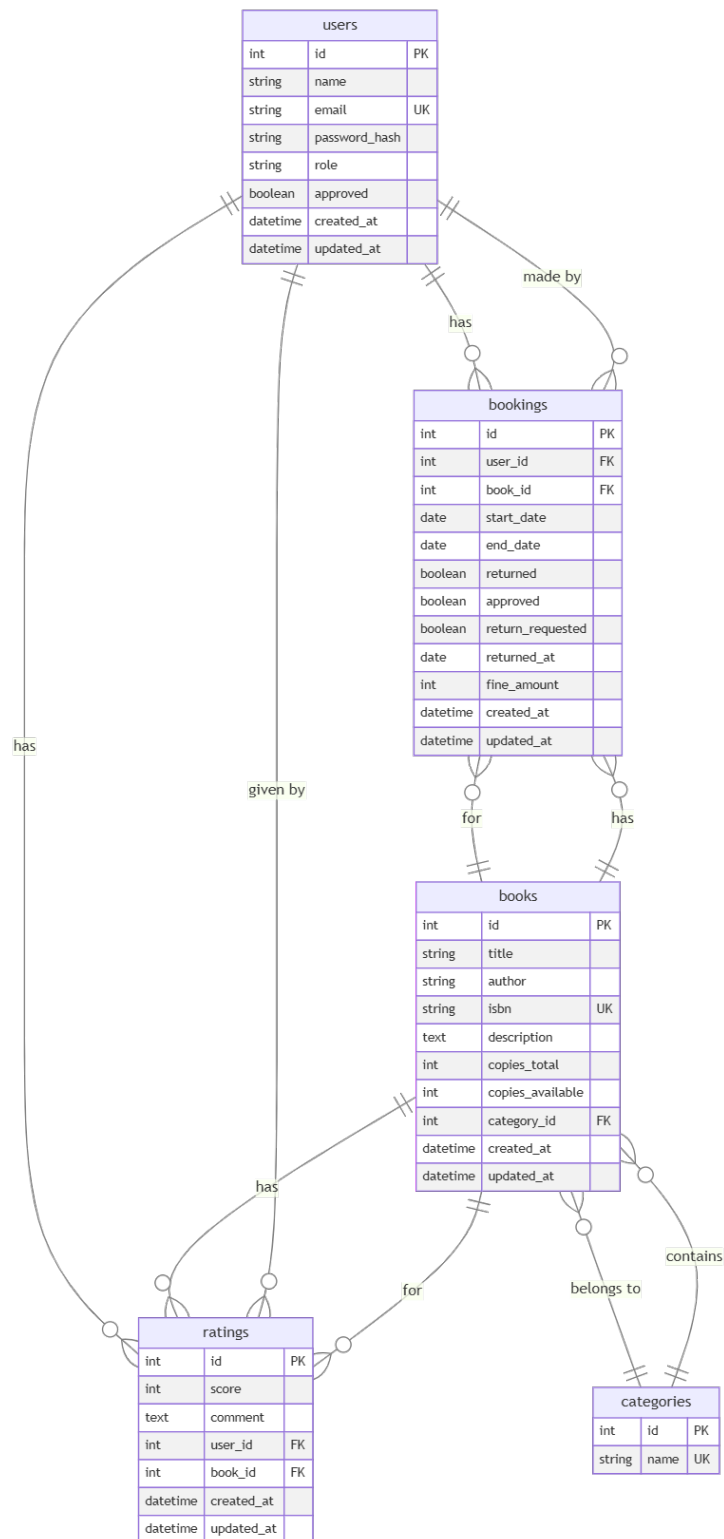 users
int id PK
string name
string email UK
string password_hash
string role
boolean approved
datetime created_at
datetime updated_at
made by
has
bookings
int id PK
int user_id FK
int book_id FK
date start_date
date end_date
boolean returned
boolean approved
boolean return_requested
date returned_at
int fine_amount
datetime created_at
datetime updated_at
has
given by
for
has
books
int id PK
string title
string author
string isbn UK
text description
int copies_total
int copies_available
int category_id FK
datetime created_at
datetime updated_at
has
contains
for
belongs to
ratings
int id PK
int score
text comment
int user_id FK
int book_id FK
datetime created_at
datetime updated_at
categories
int id PK
string name UK